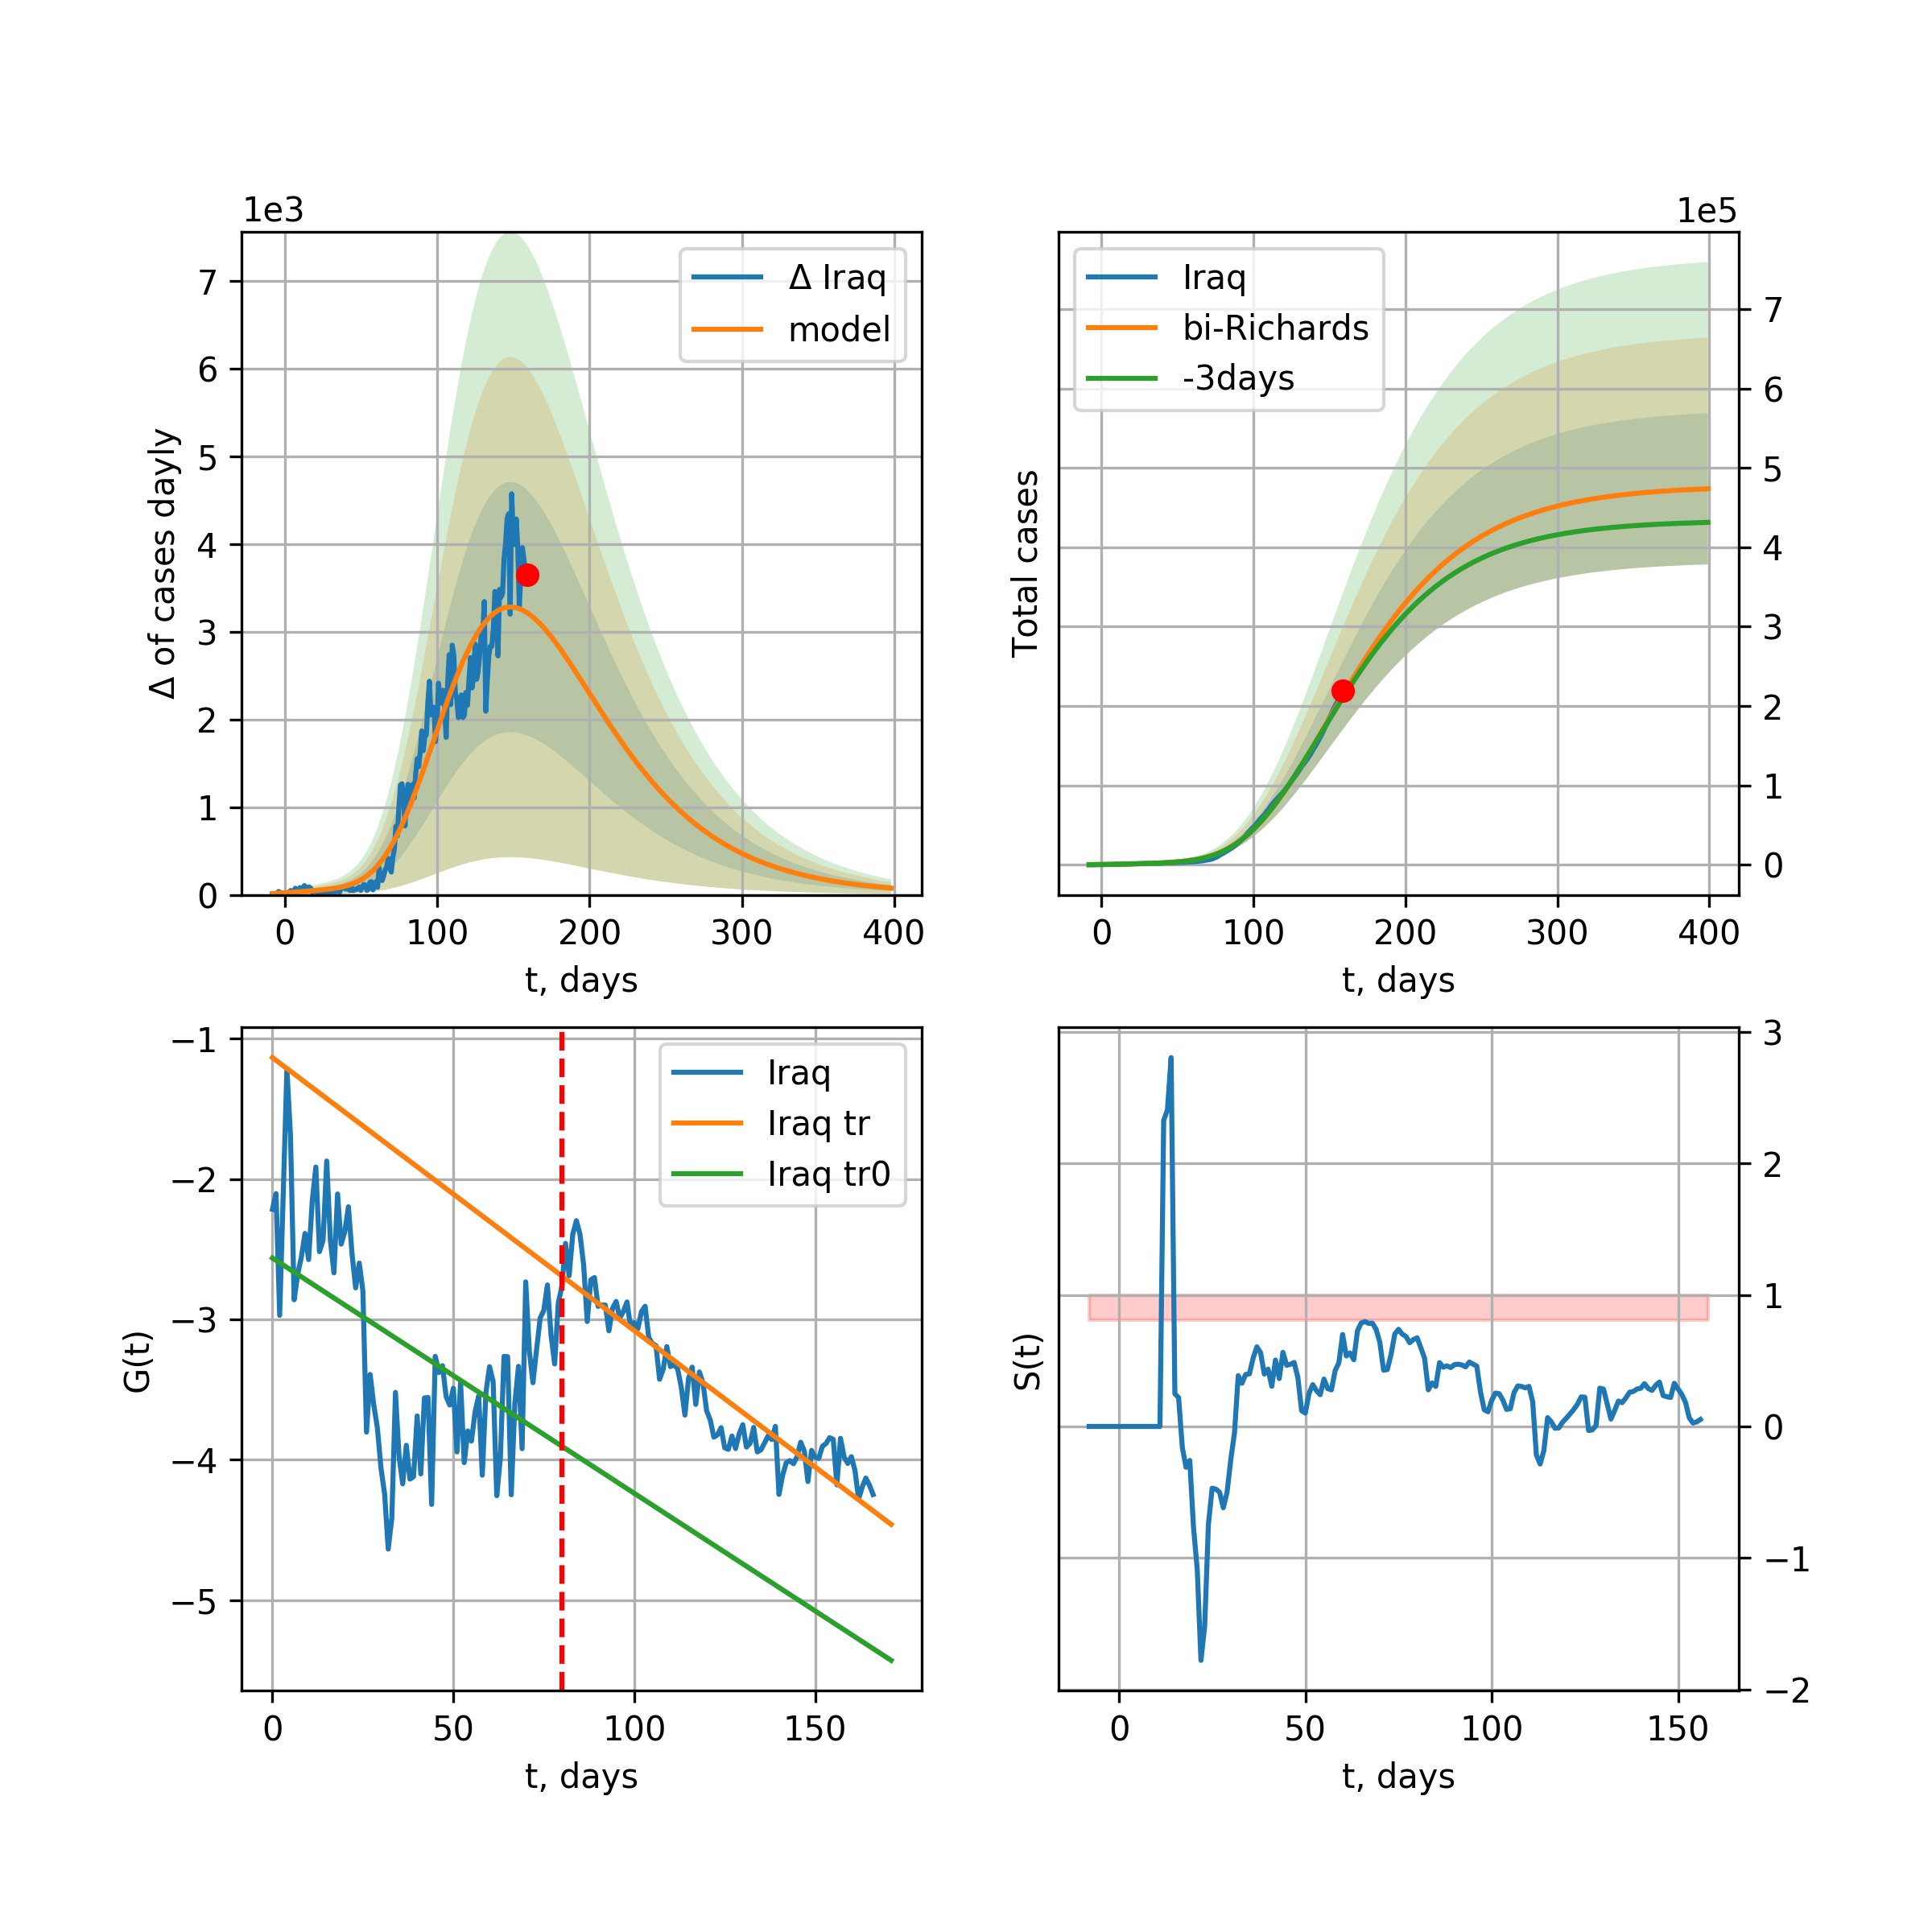 1e3
Δ of cases dayly
7
6
5
4
3
2
1
0
0 100 200 300 400
t, days
Δ Iraq
model
1e5
Total cases
7
6
5
4
3
2
1
0
0 100 200 300 400
t, days
Iraq
bi-Richards
-3days
G(t)
−1
−2
−3
−4
−5
0 50 100 150
t, days
Iraq
Iraq tr
Iraq tr0
S(t)
3
2
1
0
−1
−2
0 50 100 150
t, days